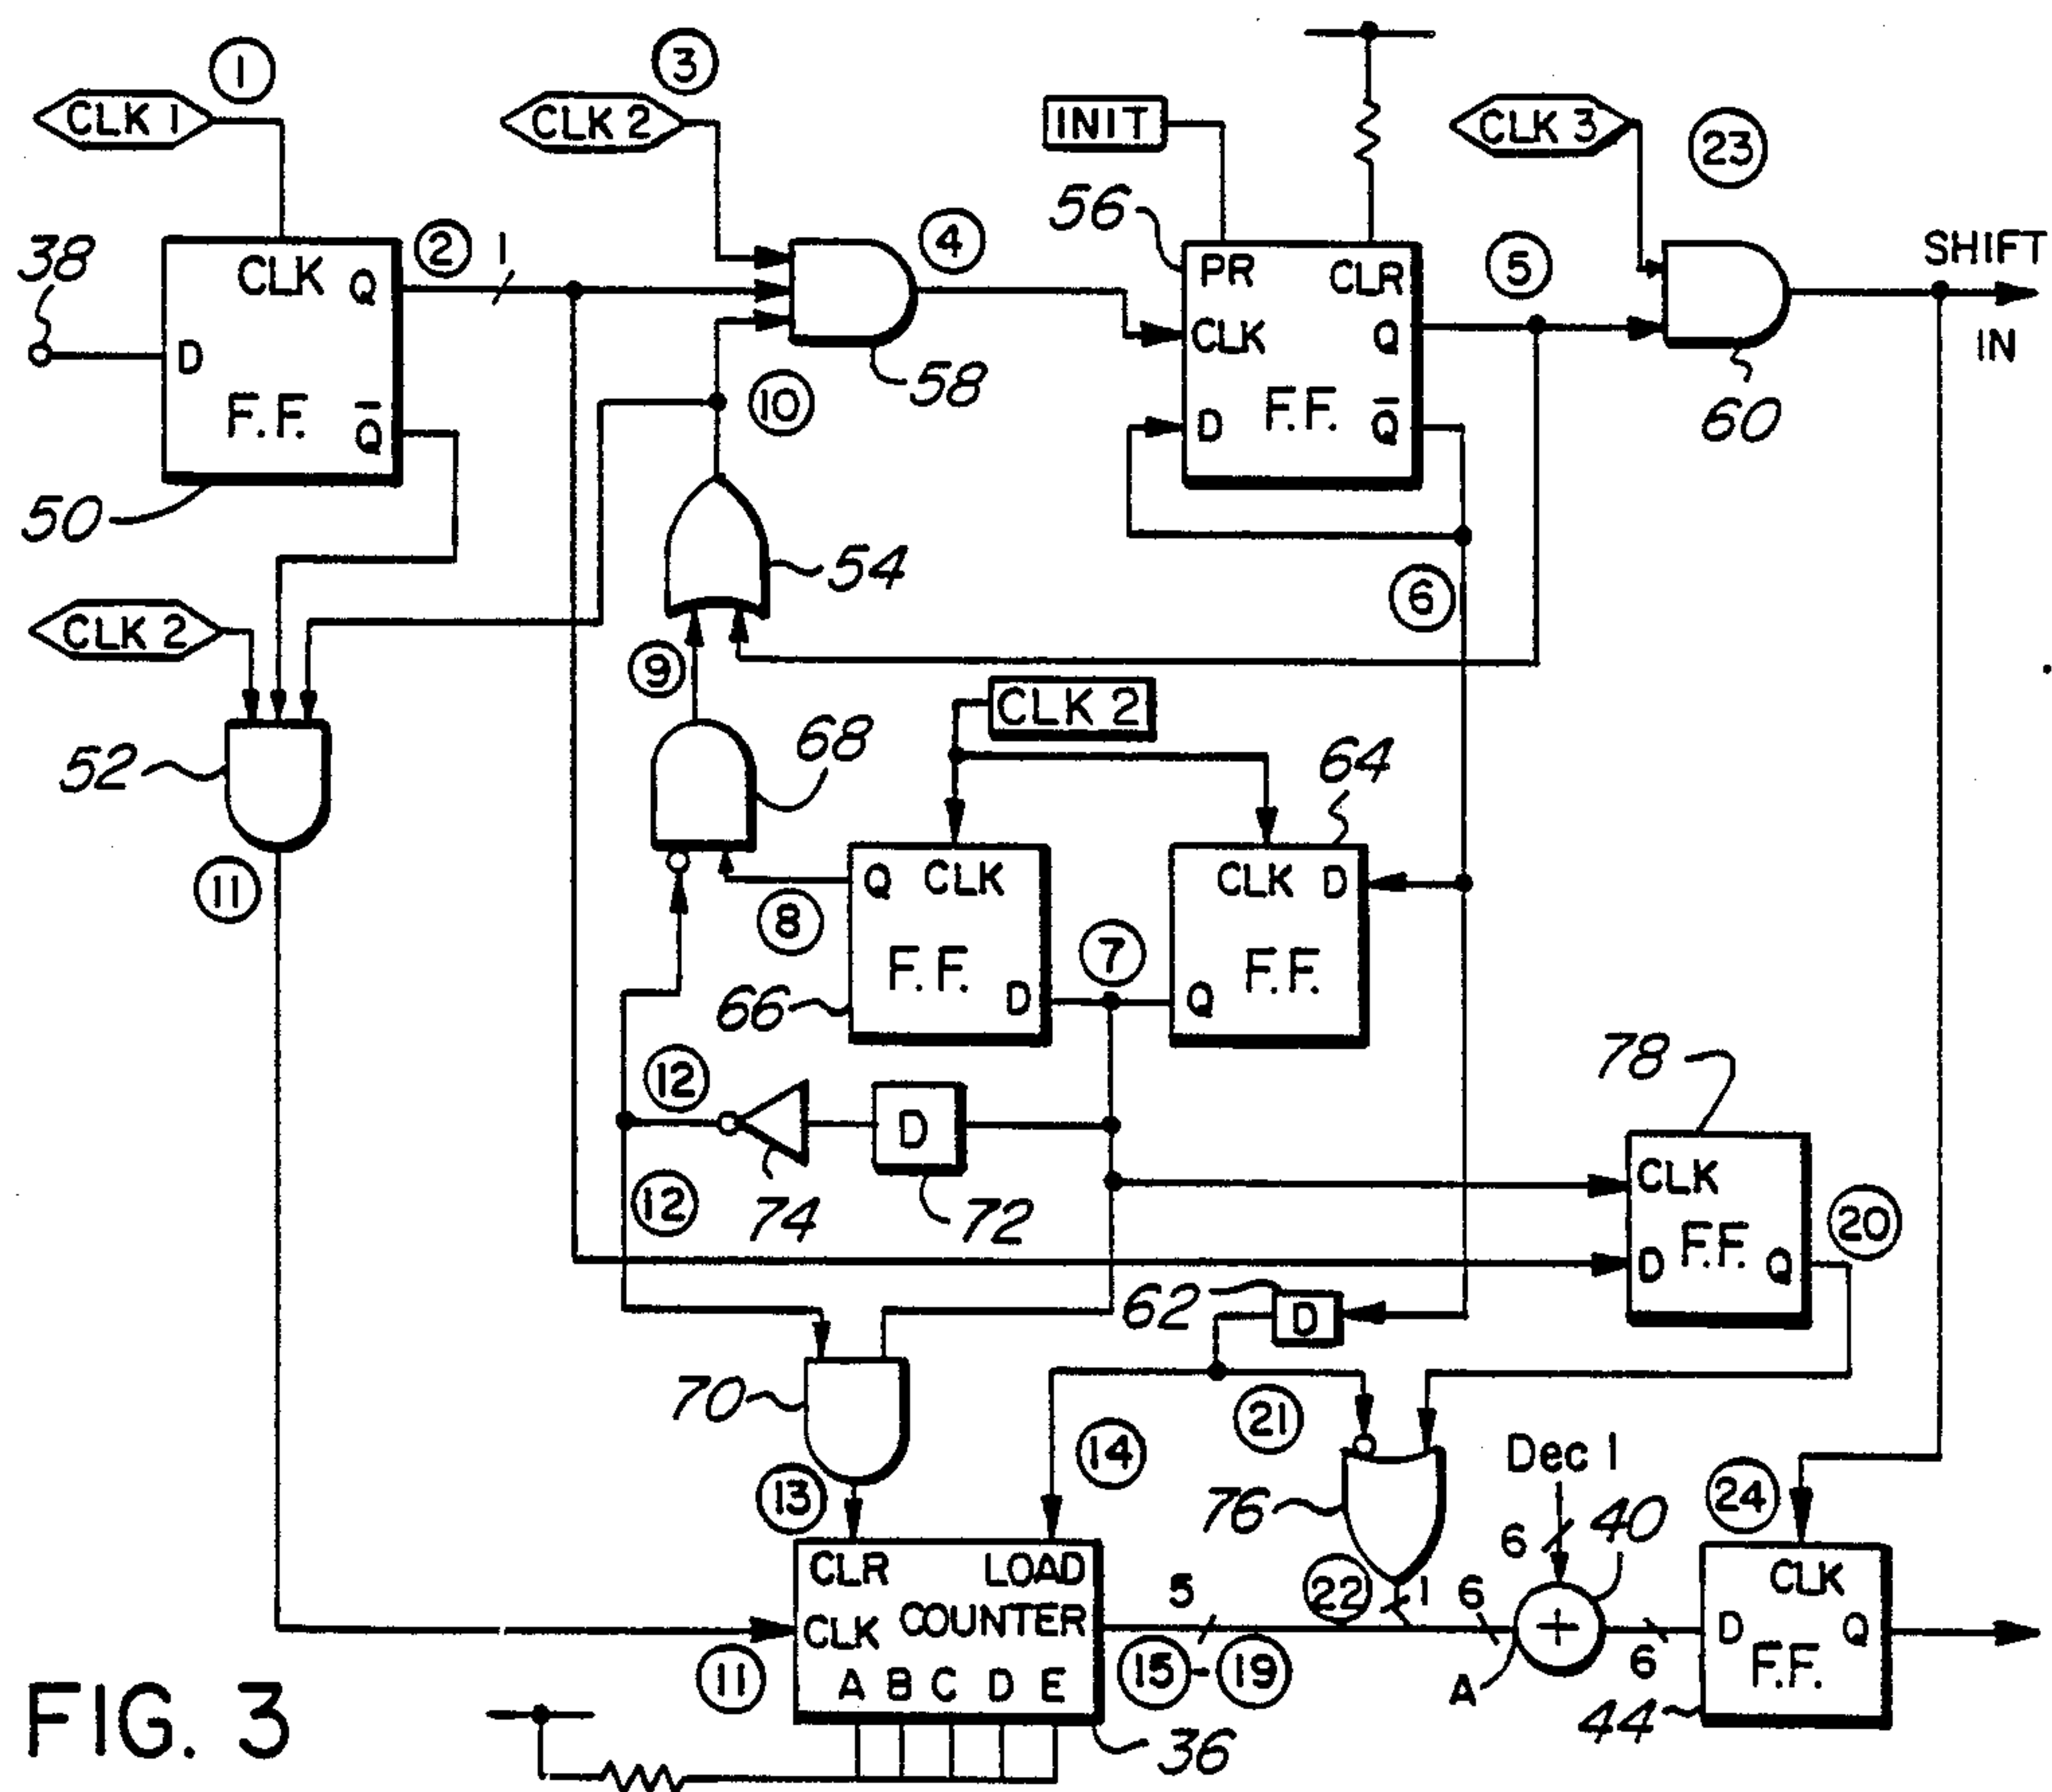 1
CLK 1
3
CLK 2
INIT
CLK 3
23
38
CLK Q
D
F.F. Q̅
50
2
1
4
58
10
56
PR CLR
CLK Q
D F.F. Q̅
5
60
SHIFT
IN
CLK 2
52
11
54
9
6
68
CLK 2
64
Q CLK
F.F.
D
66
8
7
CLK D
F.F.
Q
12
12
74
D
72
78
CLK
F.F.
D Q
20
62
D
70
13
14
21
76
22
1
Dec 1
6
40
24
CLR LOAD
CLK COUNTER
A B C D E
11
36
5
15 - 19
6
A
6
CLK
D Q
F.F.
44
FIG. 3